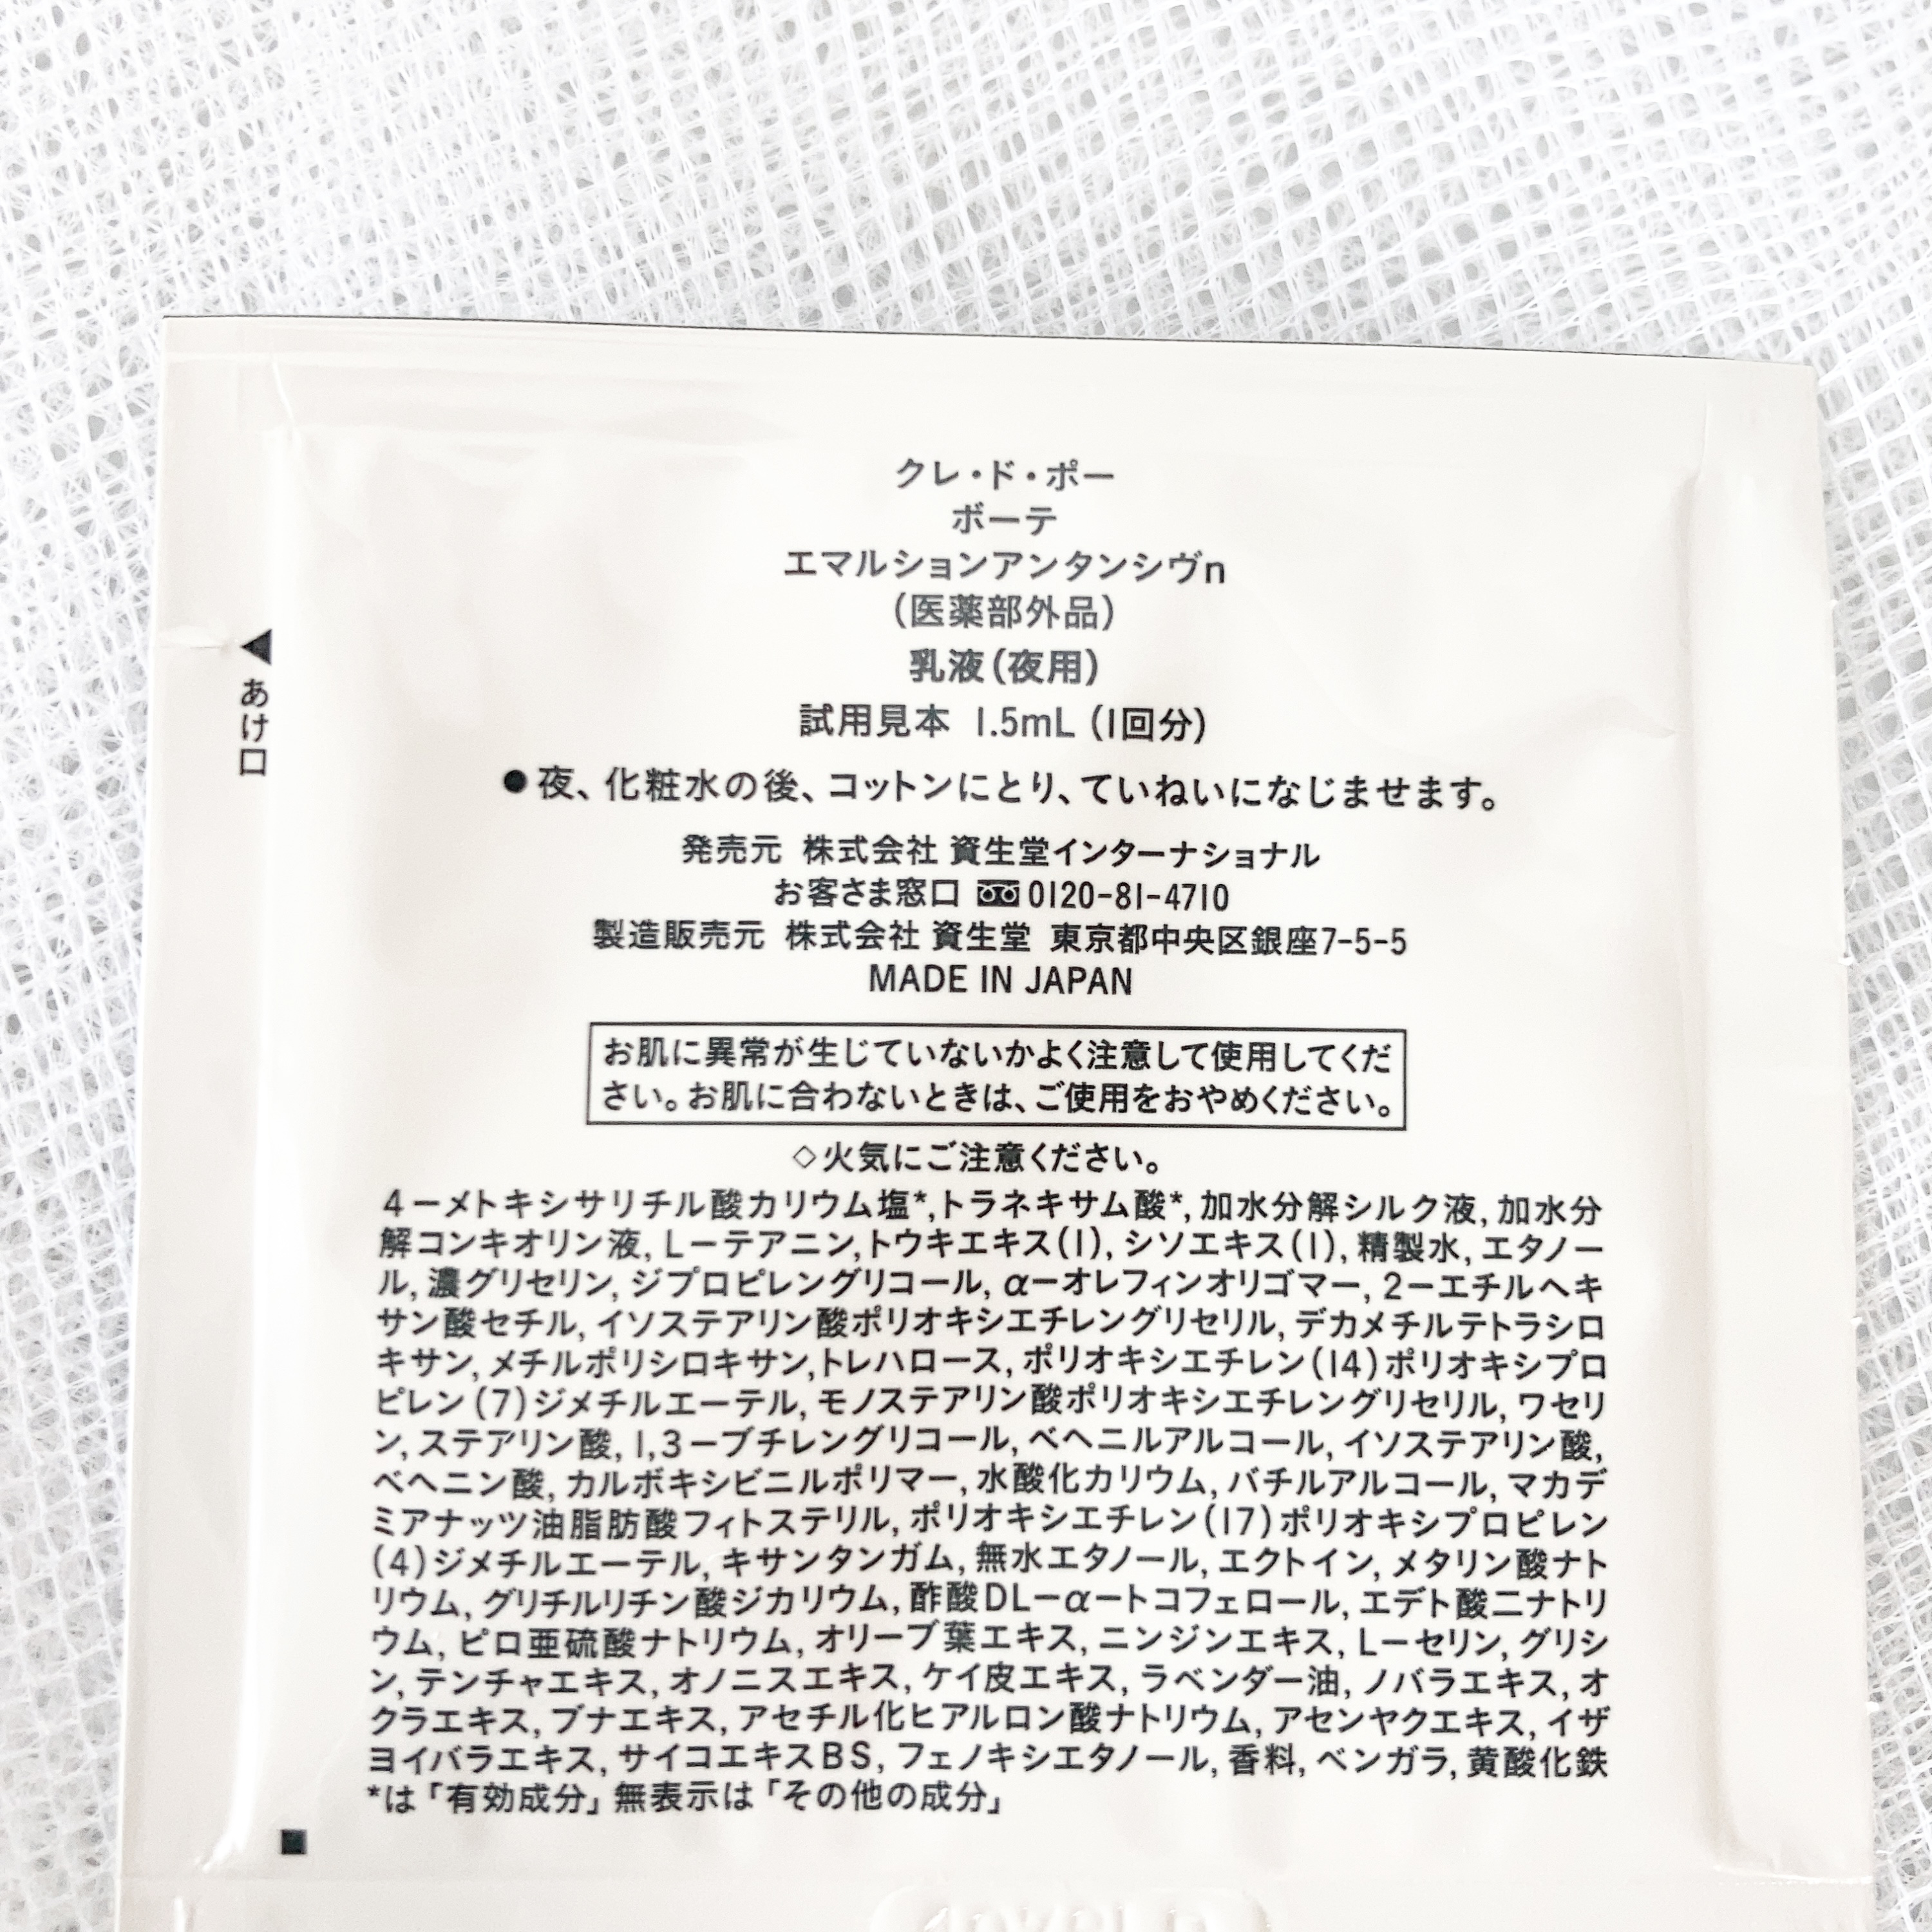 クレ・ド・ポー
ボーテ
エマルションアンタンシヴn
(医薬部外品)
乳液(夜用)
試用見本 1.5mL (1回分)
◀あけ口
●夜、化粧水の後、コットンにとり、ていねいになじませます。
発売元 株式会社 資生堂インターナショナル
お客さま窓口 0120-81-4710
製造販売元 株式会社 資生堂 東京都中央区銀座7-5-5
MADE IN JAPAN
お肌に異常が生じていないかよく注意して使用してくだ
さい。お肌に合わないときは、ご使用をおやめください。
◇火気にご注意ください。
4ーメトキシサリチル酸カリウム塩*,トラネキサム酸*, 加水分解シルク液, 加水分
解コンキオリン液, Lーテアニン,トウキエキス(1), シソエキス(1), 精製水, エタノー
ル, 濃グリセリン, ジプロピレングリコール, αーオレフィンオリゴマー, 2ーエチルヘキ
サン酸セチル, イソステアリン酸ポリオキシエチレングリセリル, デカメチルテトラシロ
キサン, メチルポリシロキサン,トレハロース, ポリオキシエチレン(14)ポリオキシプロ
ピレン(7)ジメチルエーテル, モノステアリン酸ポリオキシエチレングリセリル, ワセリ
ン, ステアリン酸, 1,3ーブチレングリコール, ベヘニルアルコール, イソステアリン酸,
ベヘニン酸, カルボキシビニルポリマー, 水酸化カリウム, バチルアルコール, マカデ
ミアナッツ油脂肪酸フィトステリル, ポリオキシエチレン(17)ポリオキシプロピレン
(4)ジメチルエーテル, キサンタンガム, 無水エタノール, エクトイン, メタリン酸ナト
リウム, グリチルリチン酸ジカリウム, 酢酸DLーαートコフェロール, エデト酸二ナトリ
ウム, ピロ亜硫酸ナトリウム, オリーブ葉エキス, ニンジンエキス, Lーセリン, グリシ
ン, テンチャエキス, オノニスエキス, ケイ皮エキス, ラベンダー油, ノバラエキス, オ
クラエキス, ブナエキス, アセチル化ヒアルロン酸ナトリウム, アセンヤクエキス, イザ
ヨイバラエキス, サイコエキスBS, フェノキシエタノール, 香料, ベンガラ, 黄酸化鉄
*は「有効成分」無表示は「その他の成分」